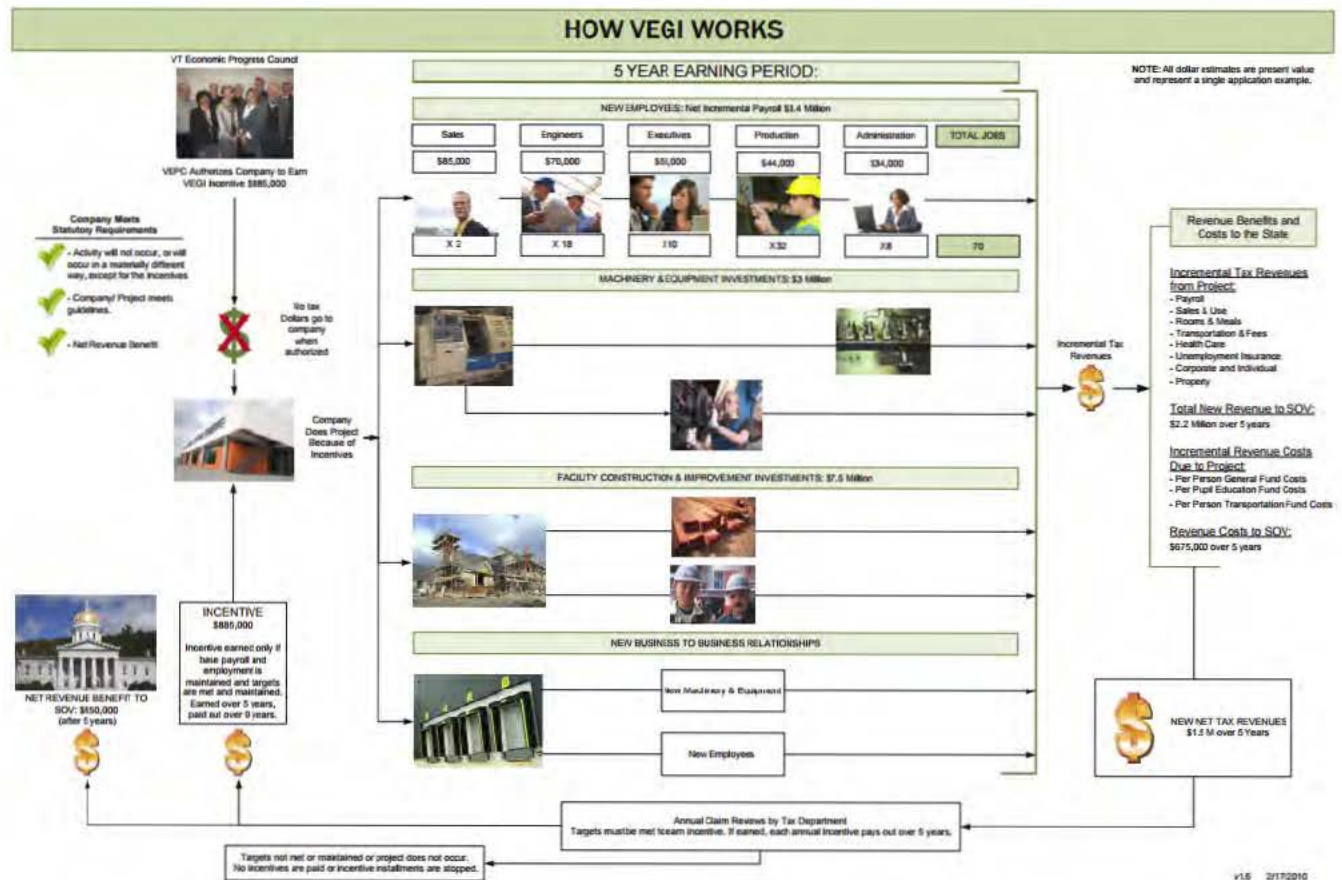 HOW VEGI WORKS
VT Economic Progress Council
VEPC Authorizes Company to Earn
VEGI Incentive $885,000
Company Meets
Statutory Requirements
- Activity will not occur, or will
occur in a materially different
way, except for the incentives
- Company/ Project meets
guidelines.
- Net Revenue Benefit
No tax
Dollars go to
company
when
authorized
Company
Does Project
Because of
Incentives
5 YEAR EARNING PERIOD:
NEW EMPLOYEES: Net Incremental Payroll $3.4 Million
Sales
Engineers
Executives
Production
Administration
TOTAL JOBS
$85,000
$70,000
$44,000
$34,000
X 2
X 18
X10
X32
X8
70
MACHINERY & EQUIPMENT INVESTMENTS: $3 Million
FACILITY CONSTRUCTION & IMPROVEMENT INVESTMENTS: $7.5 Million
NEW BUSINESS TO BUSINESS RELATIONSHIPS
New Machinery & Equipment
New Employees
NOTE: All dollar estimates are present value
and represent a single application example.
Incremental Tax
Revenues
Revenue Benefits and
Costs to the State
Incremental Tax Revenues
from Project:
- Payroll
- Sales & Use
- Rooms & Meals
- Transportation & Fees
- Health Care
- Unemployment Insurance
- Corporate and Individual
- Property
Total New Revenue to SOV:
$2.2 Million over 5 years
Incremental Revenue Costs
Due to Project:
- Per Person General Fund Costs
- Per Pupil Education Fund Costs
- Per Person Transportation Fund Costs
Revenue Costs to SOV:
$675,000 over 5 years
NEW NET TAX REVENUES
$1.5 M over 5 Years
NET REVENUE BENEFIT TO
SOV: $650,000
(after 5 years)
INCENTIVE
$885,000
Incentive earned only if
base payroll and
employment is
maintained and targets
are met and maintained.
Earned over 5 years,
paid out over 9 years.
Annual Claim Reviews by Tax Department
Targets must be met to earn incentive. If earned, each annual incentive pays out over 5 years.
Targets not met or maintained or project does not occur.
No incentives are paid or incentive installments are stopped.
v1.6 2/17/2010